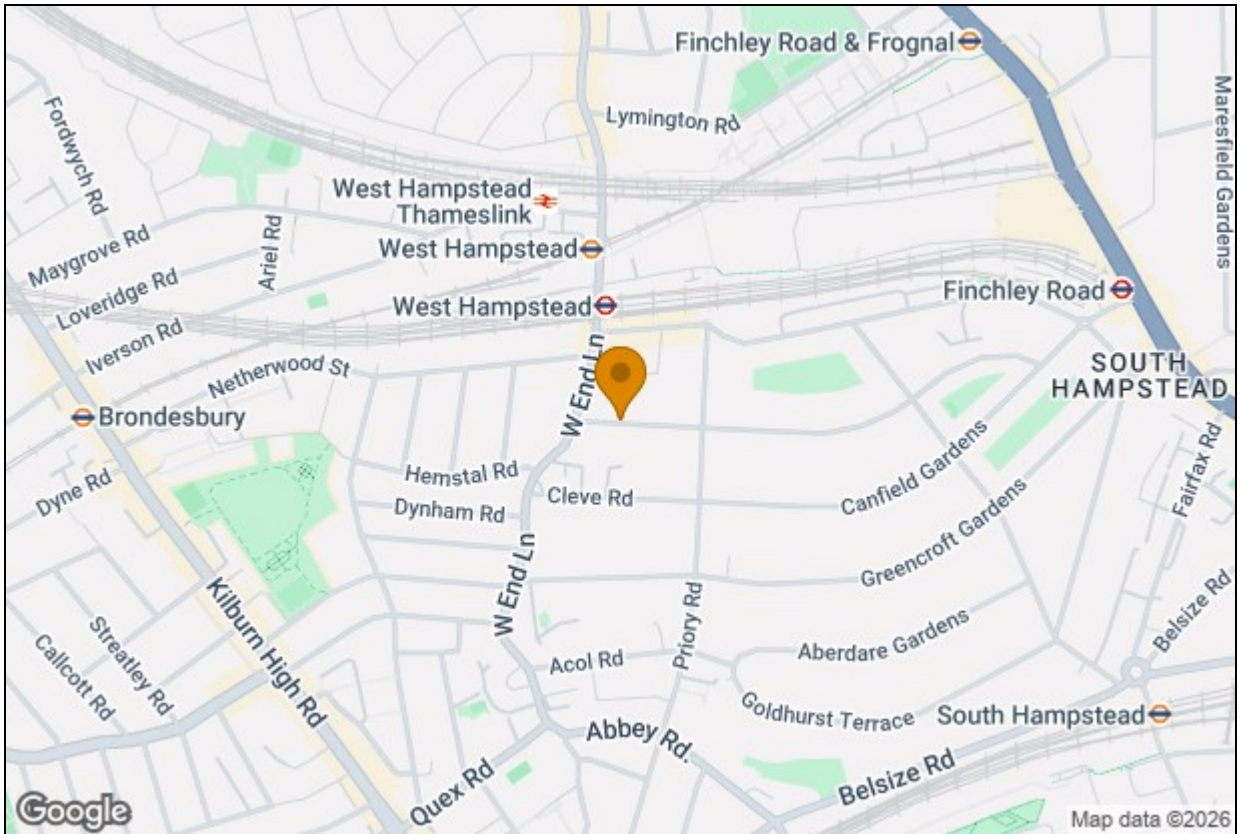 Finchley Road & Frognal
Fordwych Rd
Lymington Rd
Maresfield Gardens
West Hampstead
Thameslink
Ariel Rd
Maygrove Rd
West Hampstead
Loveridge Rd
Finchley Road
West Hampstead
Iverson Rd
W End Ln
Netherwood St
SOUTH
HAMPSTEAD
Brondesbury
Hemstal Rd
Canfield Gardens
Fairfax Rd
Dyne Rd
Cleve Rd
Dynham Rd
Greencroft Gardens
W End Ln
Kilburn High Rd
Priory Rd
Belsize Rd
Streatley Rd
Aberdare Gardens
Callcott Rd
Acol Rd
Goldhurst Terrace
South Hampstead
Abbey Rd.
Quex Rd
Belsize Rd
Google
Map data ©2026